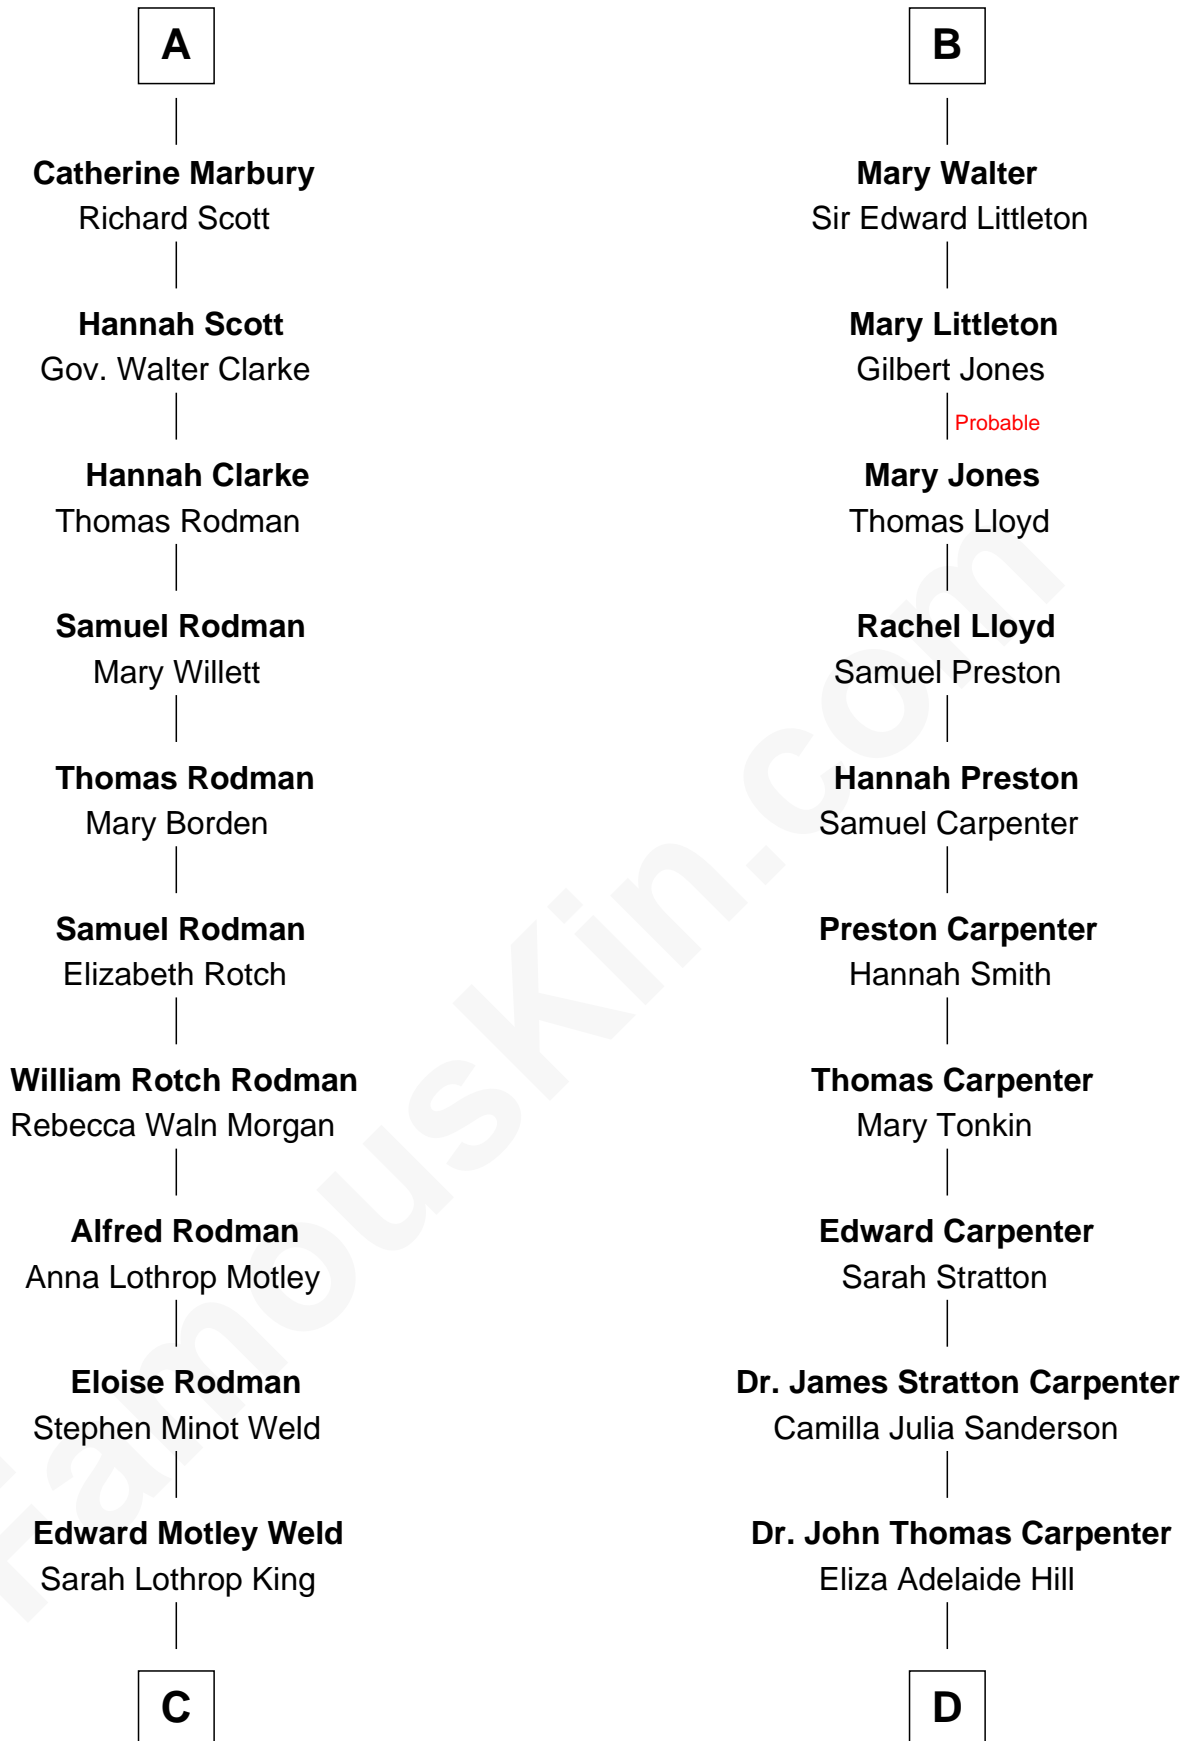 A
B
Catherine Marbury
Richard Scott
Mary Walter
Sir Edward Littleton
Hannah Scott
Gov. Walter Clarke
Mary Littleton
Gilbert Jones
Probable
Hannah Clarke
Thomas Rodman
Mary Jones
Thomas Lloyd
Samuel Rodman
Mary Willett
Rachel Lloyd
Samuel Preston
Thomas Rodman
Mary Borden
Hannah Preston
Samuel Carpenter
Samuel Rodman
Elizabeth Rotch
Preston Carpenter
Hannah Smith
William Rotch Rodman
Rebecca Waln Morgan
Thomas Carpenter
Mary Tonkin
Alfred Rodman
Anna Lothrop Motley
Edward Carpenter
Sarah Stratton
Eloise Rodman
Stephen Minot Weld
Dr. James Stratton Carpenter
Camilla Julia Sanderson
Edward Motley Weld
Sarah Lothrop King
Dr. John Thomas Carpenter
Eliza Adelaide Hill
C
D
FamousKin.com